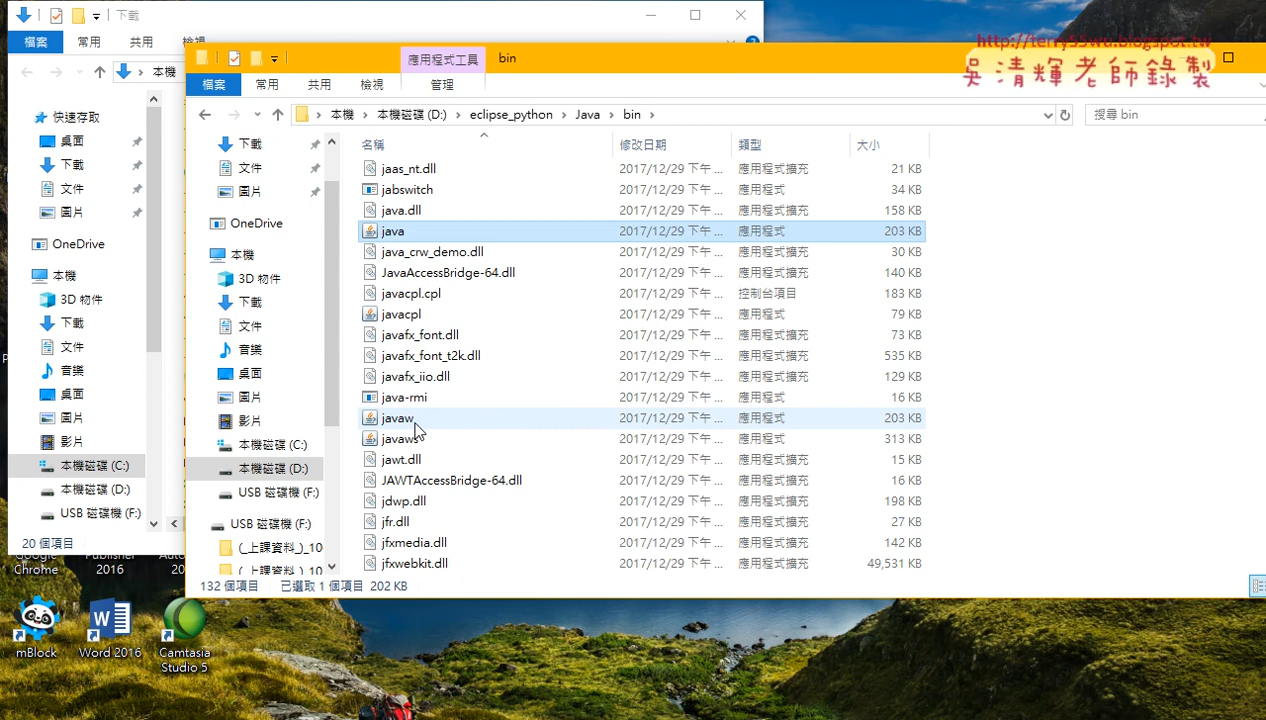 下載
檔案 常用 共用 檢視
本機
快速存取
桌面
下載
文件
圖片
OneDrive
本機
3D 物件
下載
文件
音樂
桌面
圖片
影片
本機磁碟 (C:)
本機磁碟 (D:)
USB 磁碟機 (F:)
20 個項目
應用程式工具 bin
http://terry55wu.blogspot.tw
吳清輝老師錄製
檔案 常用 共用 檢視 管理
本機 本機磁碟 (D:) eclipse_python Java bin 搜尋 bin
下載
文件
圖片
OneDrive
本機
3D 物件
下載
文件
音樂
桌面
圖片
影片
本機磁碟 (C:)
本機磁碟 (D:)
USB 磁碟機 (F:)
USB 磁碟機 (F:)
(_上課資料_)_10
(_上課資料_)_10
名稱 修改日期 類型 大小
jaas_nt.dll 2017/12/29 下午 ... 應用程式擴充 21 KB
jabswitch 2017/12/29 下午 ... 應用程式 34 KB
java.dll 2017/12/29 下午 ... 應用程式擴充 158 KB
java 2017/12/29 下午 ... 應用程式 203 KB
java_crw_demo.dll 2017/12/29 下午 ... 應用程式擴充 30 KB
JavaAccessBridge-64.dll 2017/12/29 下午 ... 應用程式擴充 140 KB
javacpl.cpl 2017/12/29 下午 ... 控制台項目 183 KB
javacpl 2017/12/29 下午 ... 應用程式 79 KB
javafx_font.dll 2017/12/29 下午 ... 應用程式擴充 73 KB
javafx_font_t2k.dll 2017/12/29 下午 ... 應用程式擴充 535 KB
javafx_iio.dll 2017/12/29 下午 ... 應用程式擴充 129 KB
java-rmi 2017/12/29 下午 ... 應用程式 16 KB
javaw 2017/12/29 下午 ... 應用程式 203 KB
javaws 2017/12/29 下午 ... 應用程式 313 KB
jawt.dll 2017/12/29 下午 ... 應用程式擴充 15 KB
JAWTAccessBridge-64.dll 2017/12/29 下午 ... 應用程式擴充 16 KB
jdwp.dll 2017/12/29 下午 ... 應用程式擴充 198 KB
jfr.dll 2017/12/29 下午 ... 應用程式擴充 27 KB
jfxmedia.dll 2017/12/29 下午 ... 應用程式擴充 142 KB
jfxwebkit.dll 2017/12/29 下午 ... 應用程式擴充 49,531 KB
132 個項目 已選取 1 個項目 202 KB
Google Chrome
Publisher 2016
mBlock
Word 2016
Camtasia
Studio 5